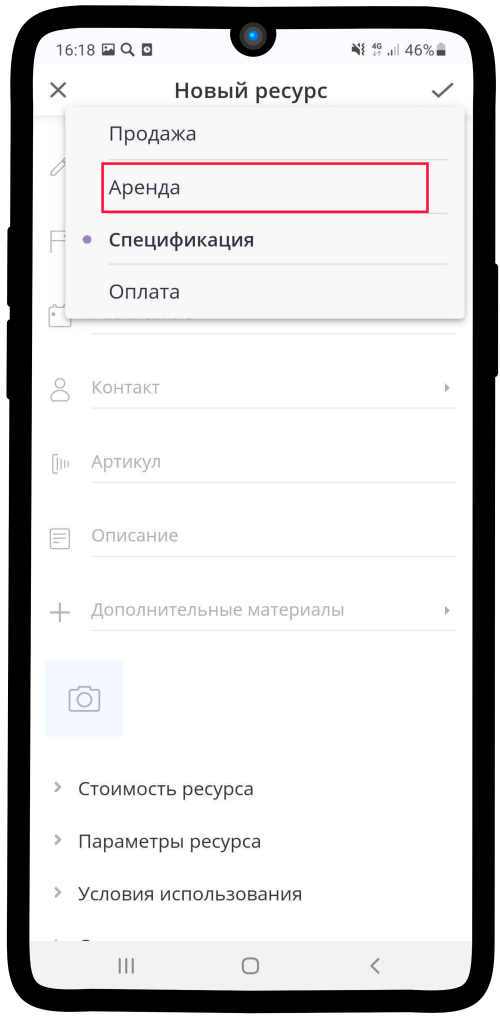 16:18 4G 46%
Новый ресурс
Продажа
Аренда
Спецификация
Оплата
Контакт
Артикул
Описание
Дополнительные материалы
Стоимость ресурса
Параметры ресурса
Условия использования